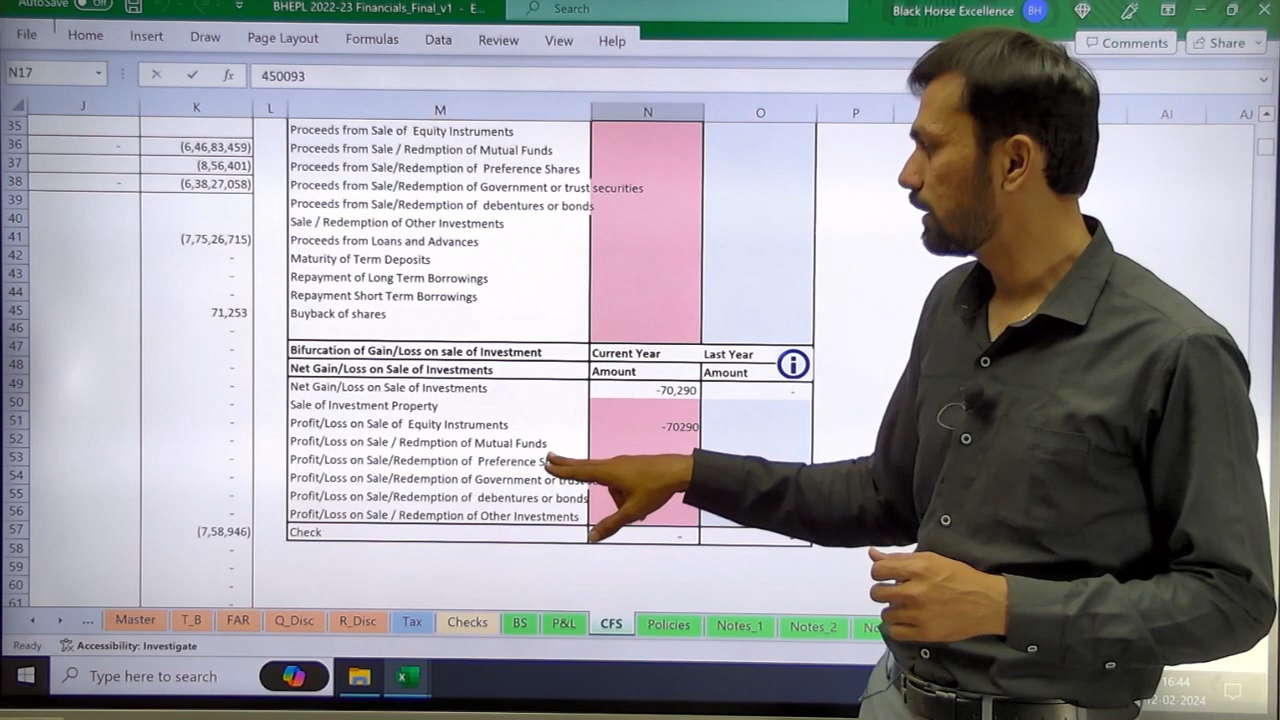 AutoSave Off BHEPL 2022-23 Financials_Final_v1 - E... Search Black Horse Excellence BH
File Home Insert Draw Page Layout Formulas Data Review View Help Comments Share
N17 fx 450093
J K L M N O P AI AJ
35 Proceeds from Sale of Equity Instruments
36 - (6,46,83,459) Proceeds from Sale / Redmption of Mutual Funds
37 (8,56,401) Proceeds from Sale/Redemption of Preference Shares
38 - (6,38,27,058) Proceeds from Sale/Redemption of Government or trust securities
39 Proceeds from Sale/Redemption of debentures or bonds
40 Sale / Redemption of Other Investments
41 (7,75,26,715) Proceeds from Loans and Advances
42 - Maturity of Term Deposits
43 - Repayment of Long Term Borrowings
44 - Repayment Short Term Borrowings
45 71,253 Buyback of shares
46 -
47 - Bifurcation of Gain/Loss on sale of Investment Current Year Last Year
48 - Net Gain/Loss on Sale of Investments Amount Amount
49 - Net Gain/Loss on Sale of Investments -70,290 -
50 - Sale of Investment Property
51 - Profit/Loss on Sale of Equity Instruments -70290
52 - Profit/Loss on Sale / Redmption of Mutual Funds
53 - Profit/Loss on Sale/Redemption of Preference
54 - Profit/Loss on Sale/Redemption of Government or
55 - Profit/Loss on Sale/Redemption of debentures or bonds
56 - Profit/Loss on Sale / Redemption of Other Investments
57 (7,58,946) Check - -
58 -
59 -
60 -
61 -
... Master T_B FAR Q_Disc R_Disc Tax Checks BS P&L CFS Policies Notes_1 Notes_2
Ready Accessibility: Investigate
Type here to search 16:44
12-02-2024